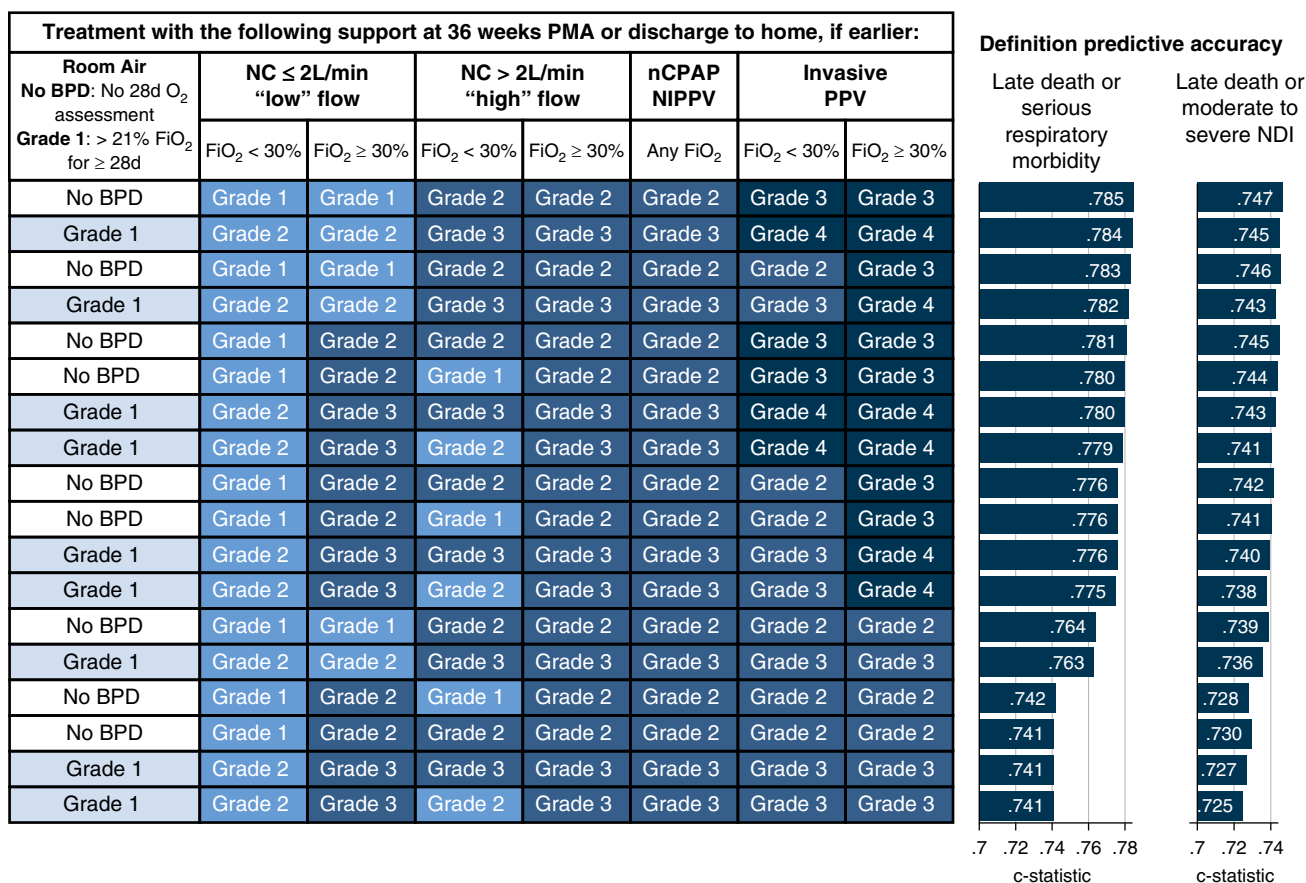 Treatment with the following support at 36 weeks PMA or discharge to home, if earlier:
Room Air
No BPD: No 28d O₂
assessment
Grade 1: > 21% FiO₂
for ≥ 28d
NC ≤ 2L/min
“low” flow
NC > 2L/min
“high” flow
nCPAP
NIPPV
Invasive
PPV
FiO₂ < 30% FiO₂ ≥ 30% FiO₂ < 30% FiO₂ ≥ 30% Any FiO₂ FiO₂ < 30% FiO₂ ≥ 30%
Definition predictive accuracy
Late death or
serious
respiratory
morbidity
Late death or
moderate to
severe NDI
No BPD Grade 1 Grade 1 Grade 2 Grade 2 Grade 2 Grade 3 Grade 3 .785 .747
Grade 1 Grade 2 Grade 2 Grade 3 Grade 3 Grade 3 Grade 4 Grade 4 .784 .745
No BPD Grade 1 Grade 1 Grade 2 Grade 2 Grade 2 Grade 2 Grade 3 .783 .746
Grade 1 Grade 2 Grade 2 Grade 3 Grade 3 Grade 3 Grade 3 Grade 4 .782 .743
No BPD Grade 1 Grade 2 Grade 2 Grade 2 Grade 2 Grade 3 Grade 3 .781 .745
No BPD Grade 1 Grade 2 Grade 1 Grade 2 Grade 2 Grade 3 Grade 3 .780 .744
Grade 1 Grade 2 Grade 3 Grade 3 Grade 3 Grade 3 Grade 4 Grade 4 .780 .743
Grade 1 Grade 2 Grade 3 Grade 2 Grade 3 Grade 3 Grade 4 Grade 4 .779 .741
No BPD Grade 1 Grade 2 Grade 2 Grade 2 Grade 2 Grade 2 Grade 3 .776 .742
No BPD Grade 1 Grade 2 Grade 1 Grade 2 Grade 2 Grade 2 Grade 3 .776 .741
Grade 1 Grade 2 Grade 3 Grade 3 Grade 3 Grade 3 Grade 3 Grade 4 .776 .740
Grade 1 Grade 2 Grade 3 Grade 2 Grade 3 Grade 3 Grade 3 Grade 4 .775 .738
No BPD Grade 1 Grade 1 Grade 2 Grade 2 Grade 2 Grade 2 Grade 2 .764 .739
Grade 1 Grade 2 Grade 2 Grade 3 Grade 3 Grade 3 Grade 3 Grade 3 .763 .736
No BPD Grade 1 Grade 2 Grade 1 Grade 2 Grade 2 Grade 2 Grade 2 .742 .728
No BPD Grade 1 Grade 2 Grade 2 Grade 2 Grade 2 Grade 2 Grade 2 .741 .730
Grade 1 Grade 2 Grade 3 Grade 3 Grade 3 Grade 3 Grade 3 Grade 3 .741 .727
Grade 1 Grade 2 Grade 3 Grade 2 Grade 3 Grade 3 Grade 3 Grade 3 .741 .725
.7 .72 .74 .76 .78 .7 .72 .74
c-statistic c-statistic